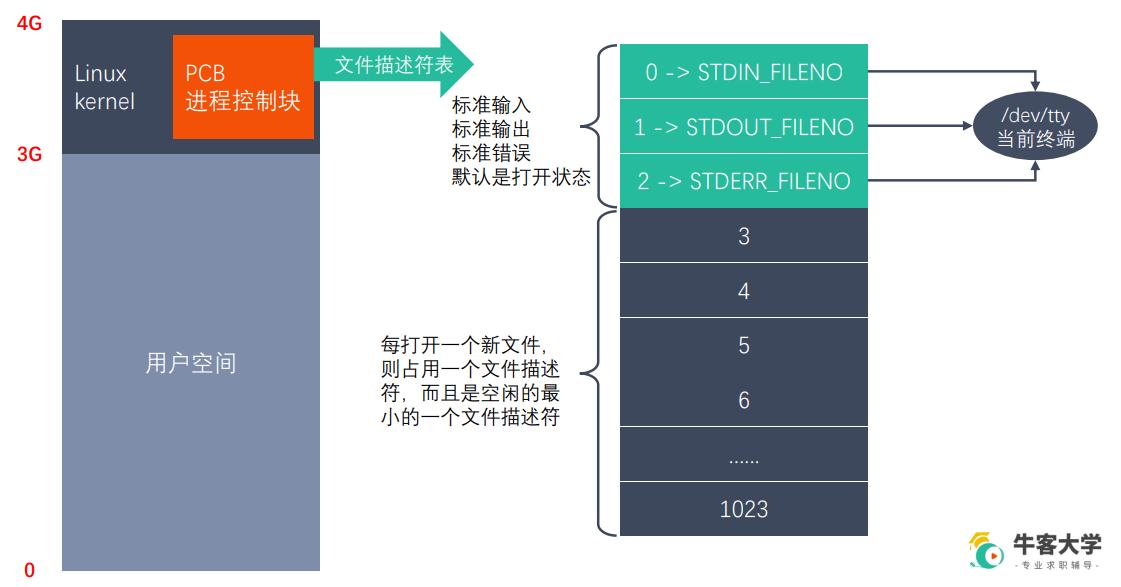 4G
Linux
kernel
PCB
进程控制块
文件描述符表
3G
用户空间
0
标准输入
标准输出
标准错误
默认是打开状态
每打开一个新文件，
则占用一个文件描述
符，而且是空闲的最
小的一个文件描述符
0 -> STDIN_FILENO
1 -> STDOUT_FILENO
2 -> STDERR_FILENO
3
4
5
6
......
1023
/dev/tty
当前终端
牛客大学
-专业求职辅导-